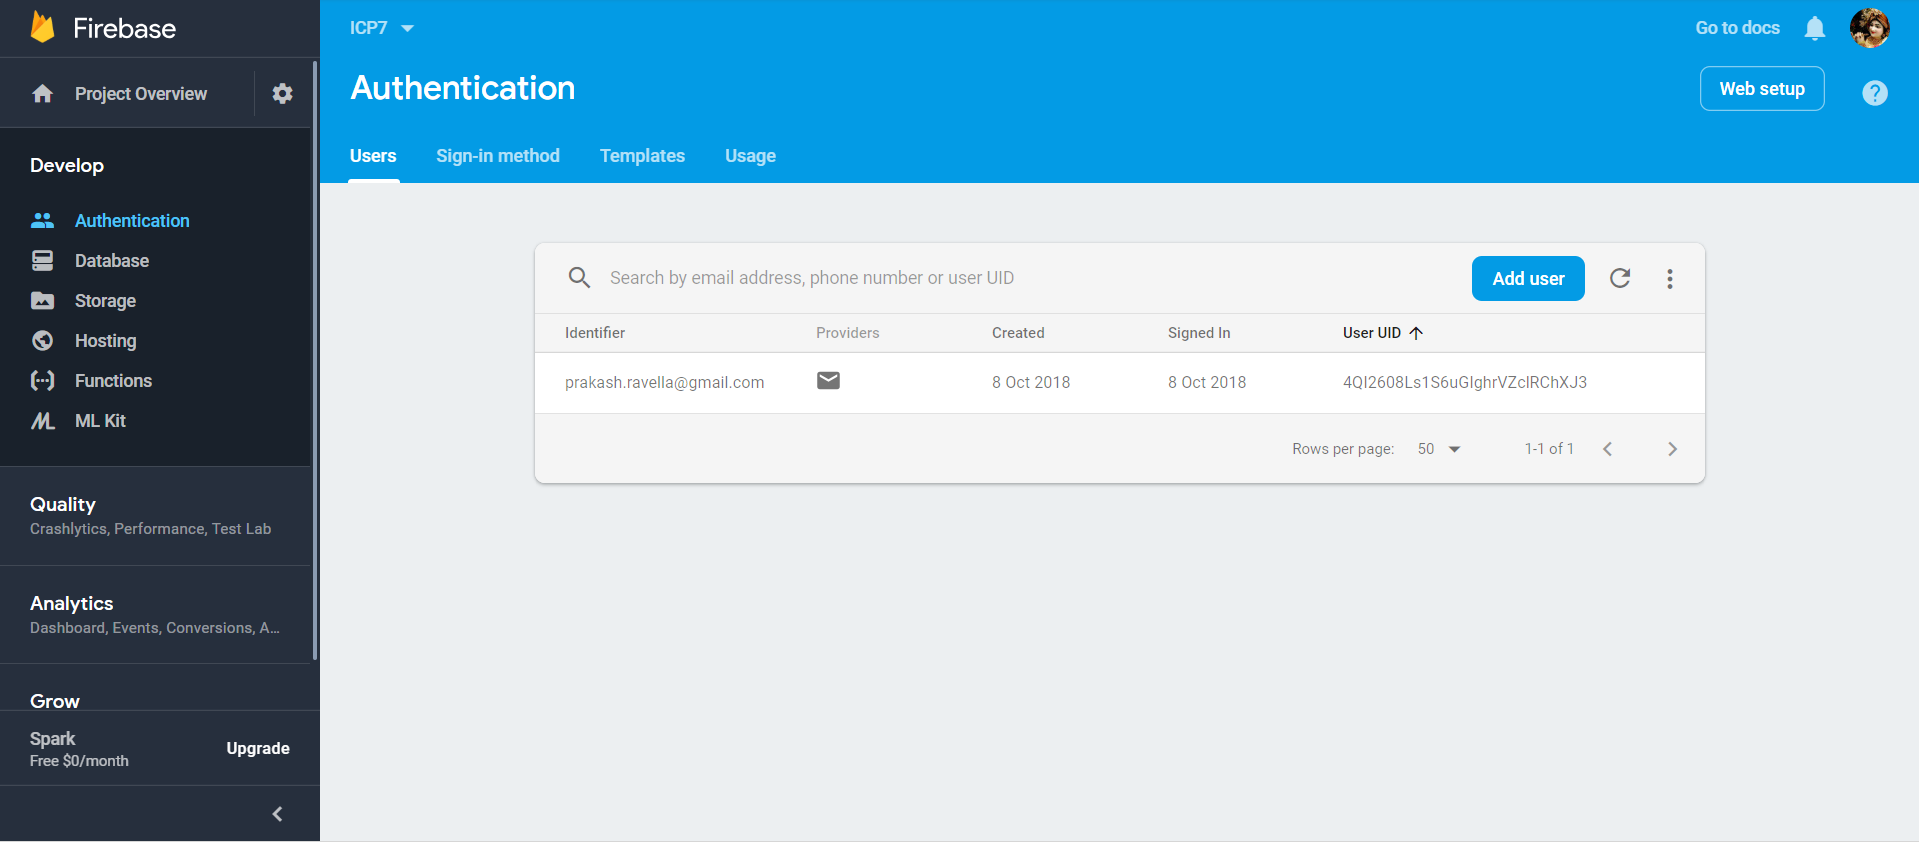 Firebase
Project Overview
Develop
Authentication
Database
Storage
Hosting
Functions
ML Kit
Quality
Crashlytics, Performance, Test Lab
Analytics
Dashboard, Events, Conversions, A...
Grow
Spark
Free $0/month
Upgrade
ICP7
Go to docs
Authentication
Web setup
?
Users Sign-in method Templates Usage
Search by email address, phone number or user UID
Add user
Identifier Providers Created Signed In User UID
prakash.ravella@gmail.com 8 Oct 2018 8 Oct 2018 4QI2608Ls1S6uGIghrVZclRChXJ3
Rows per page: 50 1-1 of 1